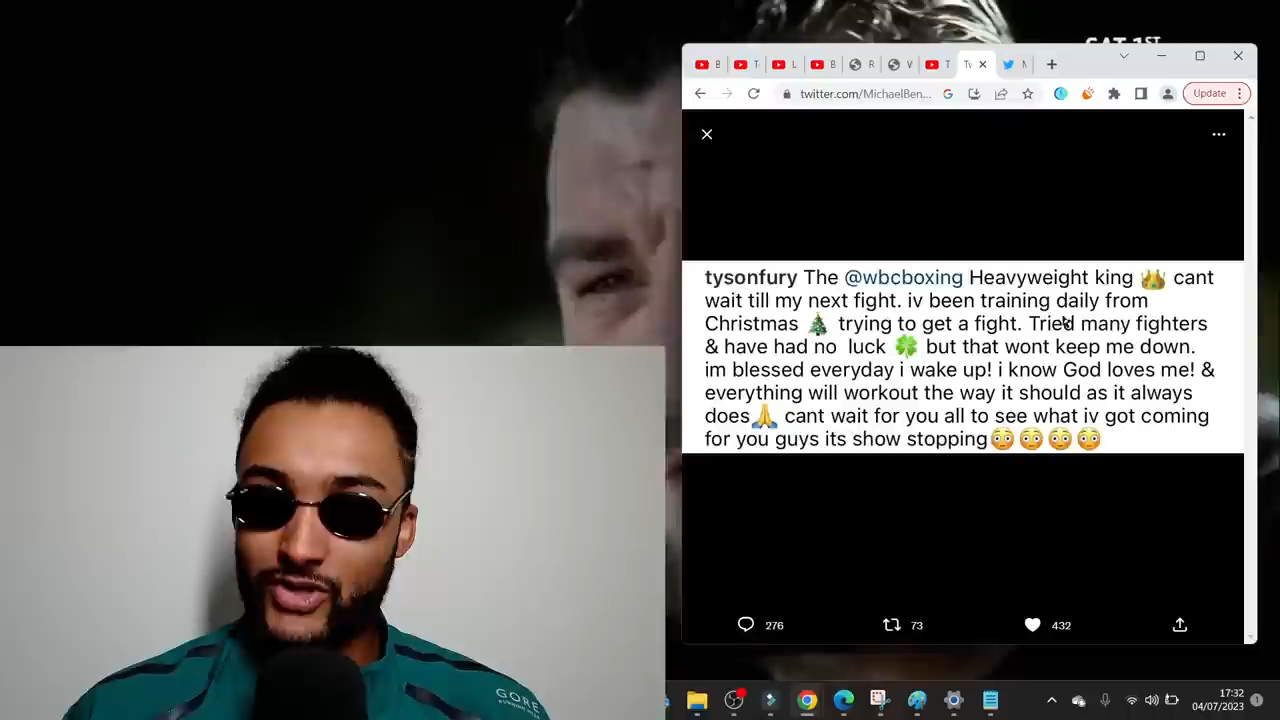 CAT 1ST
B
T
L
B
R
V
T
Tw
N
twitter.com/MichaelBen...
Update
tysonfury The @wbcboxing Heavyweight king 👑 cant
wait till my next fight. iv been training daily from
Christmas 🎄 trying to get a fight. Tried many fighters
& have had no luck 🍀 but that wont keep me down.
im blessed everyday i wake up! i know God loves me! &
everything will workout the way it should as it always
does🙏 cant wait for you all to see what iv got coming
for you guys its show stopping😳😳😳😳
276
73
432
GORE
17:32
04/07/2023
1